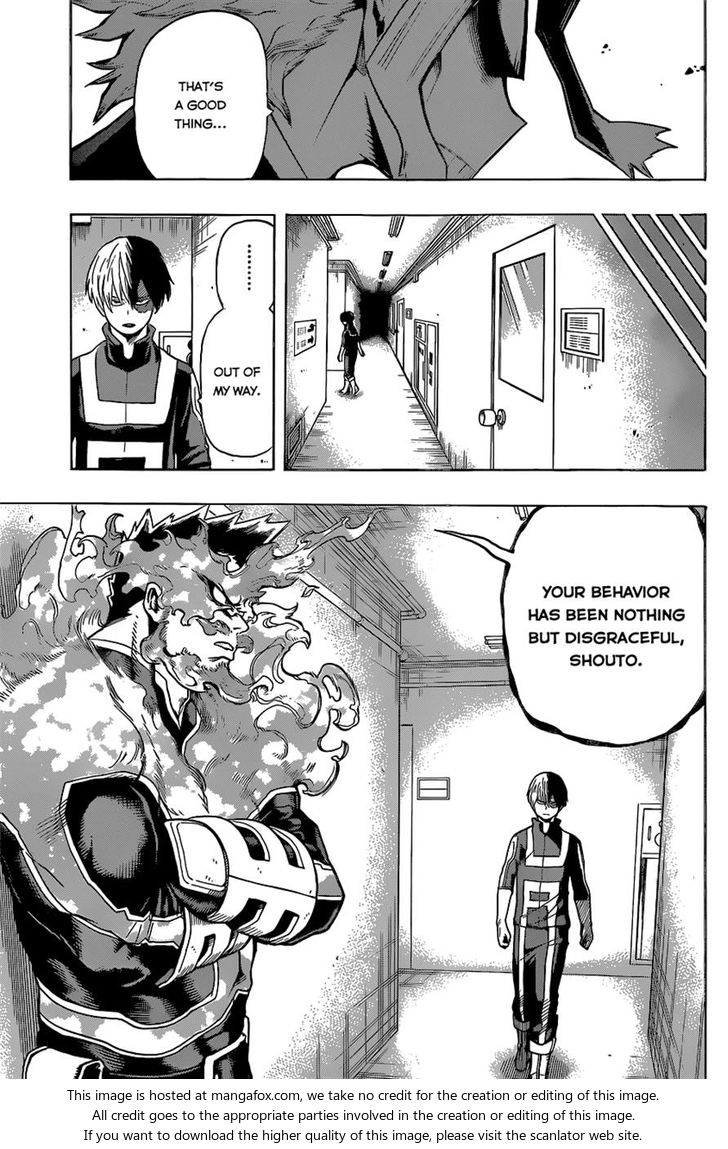 THAT'S
A GOOD
THING...
.........
OUT OF
MY WAY.
YOUR BEHAVIOR
HAS BEEN NOTHING
BUT DISGRACEFUL,
SHOUTO.
This image is hosted at mangafox.com, we take no credit for the creation or editing of this image.
All credit goes to the appropriate parties involved in the creation or editing of this image.
If you want to download the higher quality of this image, please visit the scanlator web site.